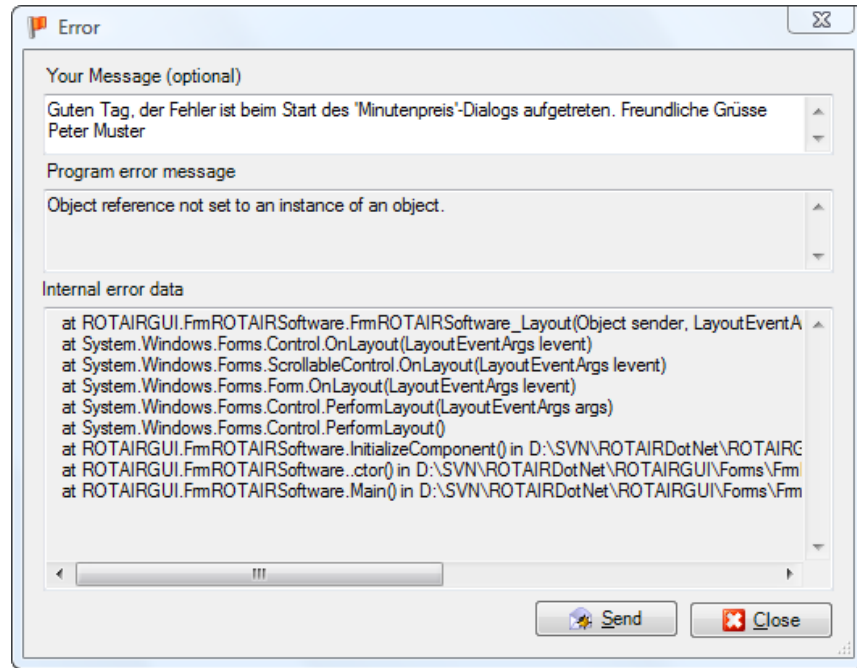 Error
Your Message (optional)
Guten Tag, der Fehler ist beim Start des "Minutenpreis"-Dialogs aufgetreten. Freundliche Grüsse
Peter Muster
Program error message
Object reference not set to an instance of an object.
Internal error data
at ROTAIRGUI.FrmROTAIRSoftware.FrmROTAIRSoftware_Layout(Object sender, LayoutEventA
at System.Windows.Forms.Control.OnLayout(LayoutEventArgs levent)
at System.Windows.Forms.ScrollableControl.OnLayout(LayoutEventArgs levent)
at System.Windows.Forms.Form.OnLayout(LayoutEventArgs levent)
at System.Windows.Forms.Control.PerformLayout(LayoutEventArgs args)
at System.Windows.Forms.Control.PerformLayout()
at ROTAIRGUI.FrmROTAIRSoftware.InitializeComponent() in D:\SVN\ROTAIRDotNet\ROTAIRG
at ROTAIRGUI.FrmROTAIRSoftware..ctor() in D:\SVN\ROTAIRDotNet\ROTAIRGUI\Forms\Frm
at ROTAIRGUI.FrmROTAIRSoftware.Main() in D:\SVN\ROTAIRDotNet\ROTAIRGUI\Forms\Frm
Send Close